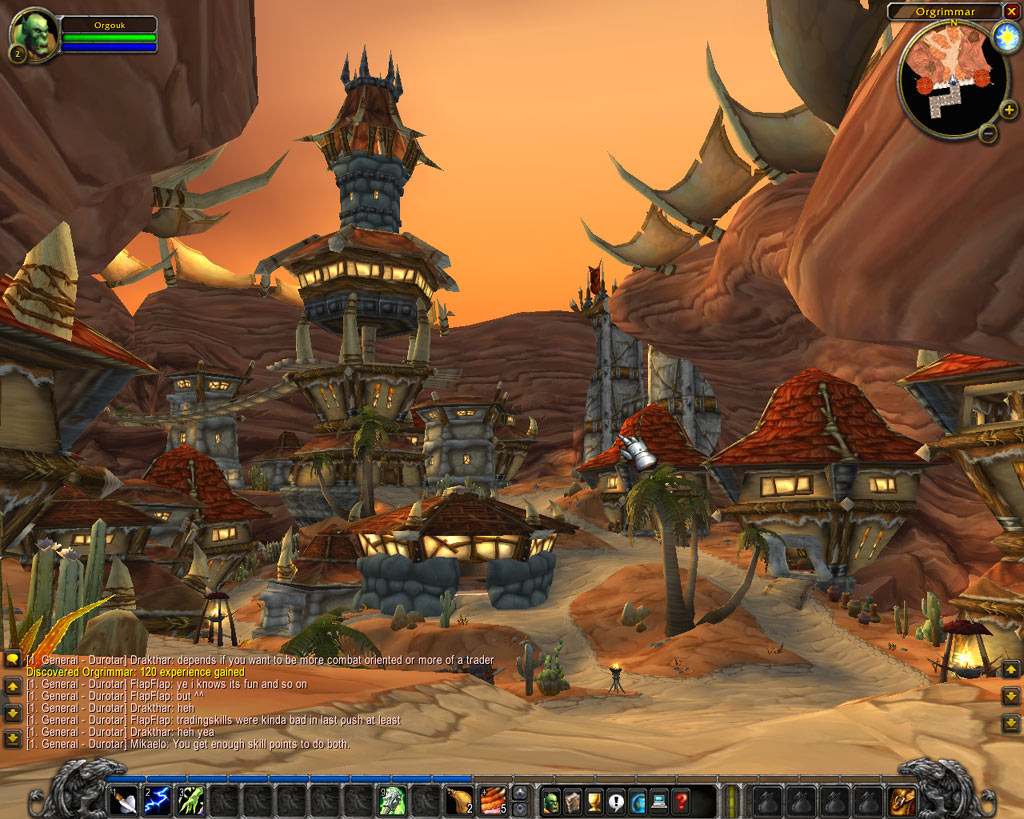 Orgouk
2
Orgrimmar
N
[1. General - Durotar] Drakthar: depends if you want to be more combat oriented or more of a trader
Discovered Orgrimmar: 120 experience gained
[1. General - Durotar] FlapFlap: ye i knows its fun and so on
[1. General - Durotar] FlapFlap: but ^^
[1. General - Durotar] Drakthar: heh
[1. General - Durotar] FlapFlap: tradingskills were kinda bad in last push at least
[1. General - Durotar] Drakthar: heh yea
[1. General - Durotar] Mikaelo: You get enough skill points to do both.
1 2 3 9 2 5